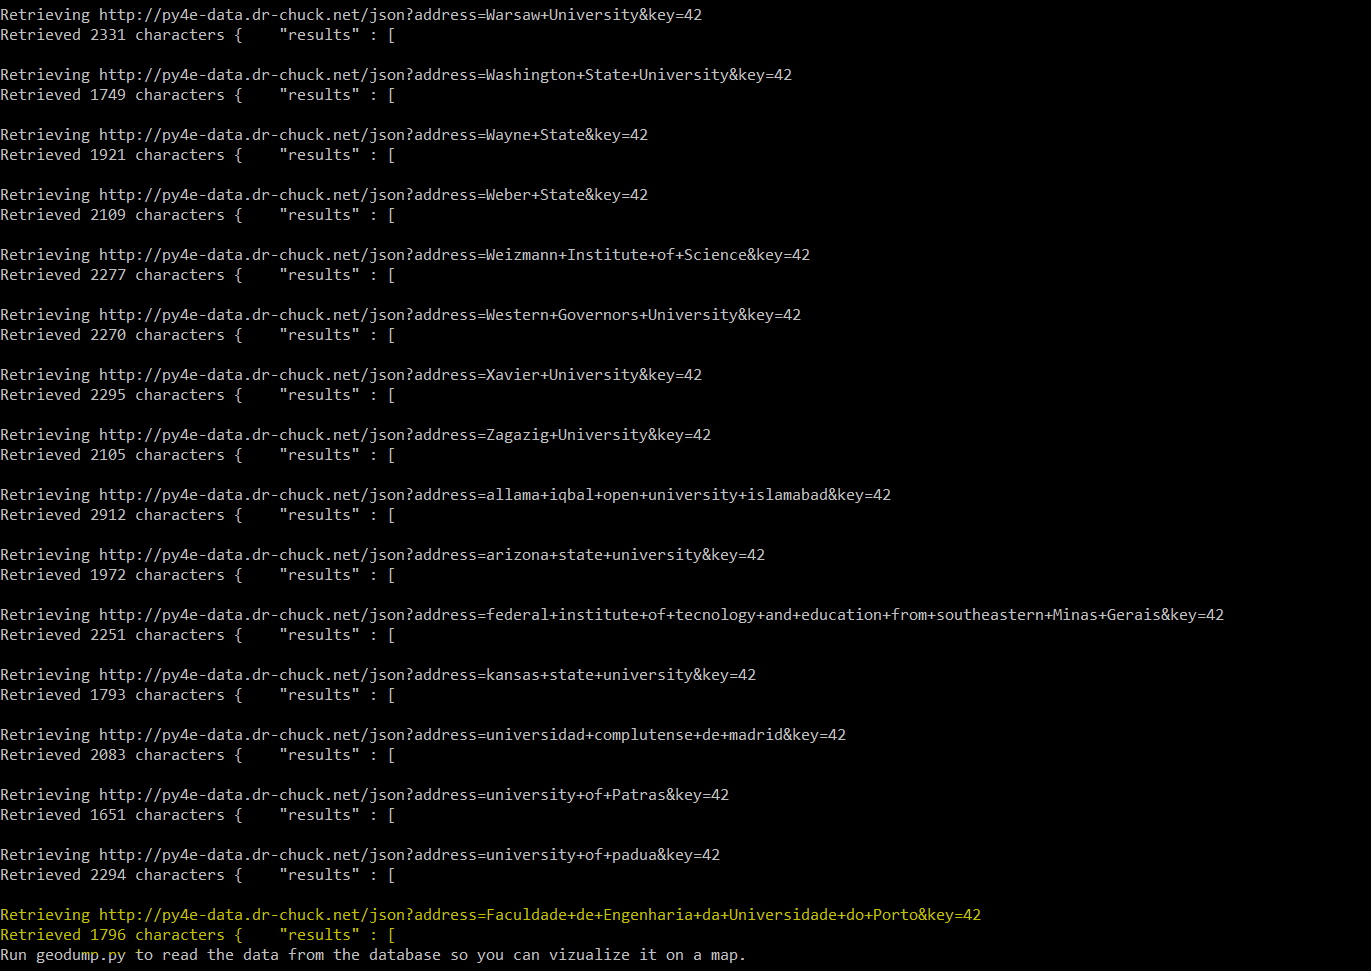 Retrieving http://py4e-data.dr-chuck.net/json?address=Warsaw+University&key=42
Retrieved 2331 characters {    "results" : [
Retrieving http://py4e-data.dr-chuck.net/json?address=Washington+State+University&key=42
Retrieved 1749 characters {    "results" : [
Retrieving http://py4e-data.dr-chuck.net/json?address=Wayne+State&key=42
Retrieved 1921 characters {    "results" : [
Retrieving http://py4e-data.dr-chuck.net/json?address=Weber+State&key=42
Retrieved 2109 characters {    "results" : [
Retrieving http://py4e-data.dr-chuck.net/json?address=Weizmann+Institute+of+Science&key=42
Retrieved 2277 characters {    "results" : [
Retrieving http://py4e-data.dr-chuck.net/json?address=Western+Governors+University&key=42
Retrieved 2270 characters {    "results" : [
Retrieving http://py4e-data.dr-chuck.net/json?address=Xavier+University&key=42
Retrieved 2295 characters {    "results" : [
Retrieving http://py4e-data.dr-chuck.net/json?address=Zagazig+University&key=42
Retrieved 2105 characters {    "results" : [
Retrieving http://py4e-data.dr-chuck.net/json?address=allama+iqbal+open+university+islamabad&key=42
Retrieved 2912 characters {    "results" : [
Retrieving http://py4e-data.dr-chuck.net/json?address=arizona+state+university&key=42
Retrieved 1972 characters {    "results" : [
Retrieving http://py4e-data.dr-chuck.net/json?address=federal+institute+of+tecnology+and+education+from+southeastern+Minas+Gerais&key=42
Retrieved 2251 characters {    "results" : [
Retrieving http://py4e-data.dr-chuck.net/json?address=kansas+state+university&key=42
Retrieved 1793 characters {    "results" : [
Retrieving http://py4e-data.dr-chuck.net/json?address=universidad+complutense+de+madrid&key=42
Retrieved 2083 characters {    "results" : [
Retrieving http://py4e-data.dr-chuck.net/json?address=university+of+Patras&key=42
Retrieved 1651 characters {    "results" : [
Retrieving http://py4e-data.dr-chuck.net/json?address=university+of+padua&key=42
Retrieved 2294 characters {    "results" : [
Retrieving http://py4e-data.dr-chuck.net/json?address=Faculdade+de+Engenharia+da+Universidade+do+Porto&key=42
Retrieved 1796 characters {    "results" : [
Run geodump.py to read the data from the database so you can vizualize it on a map.